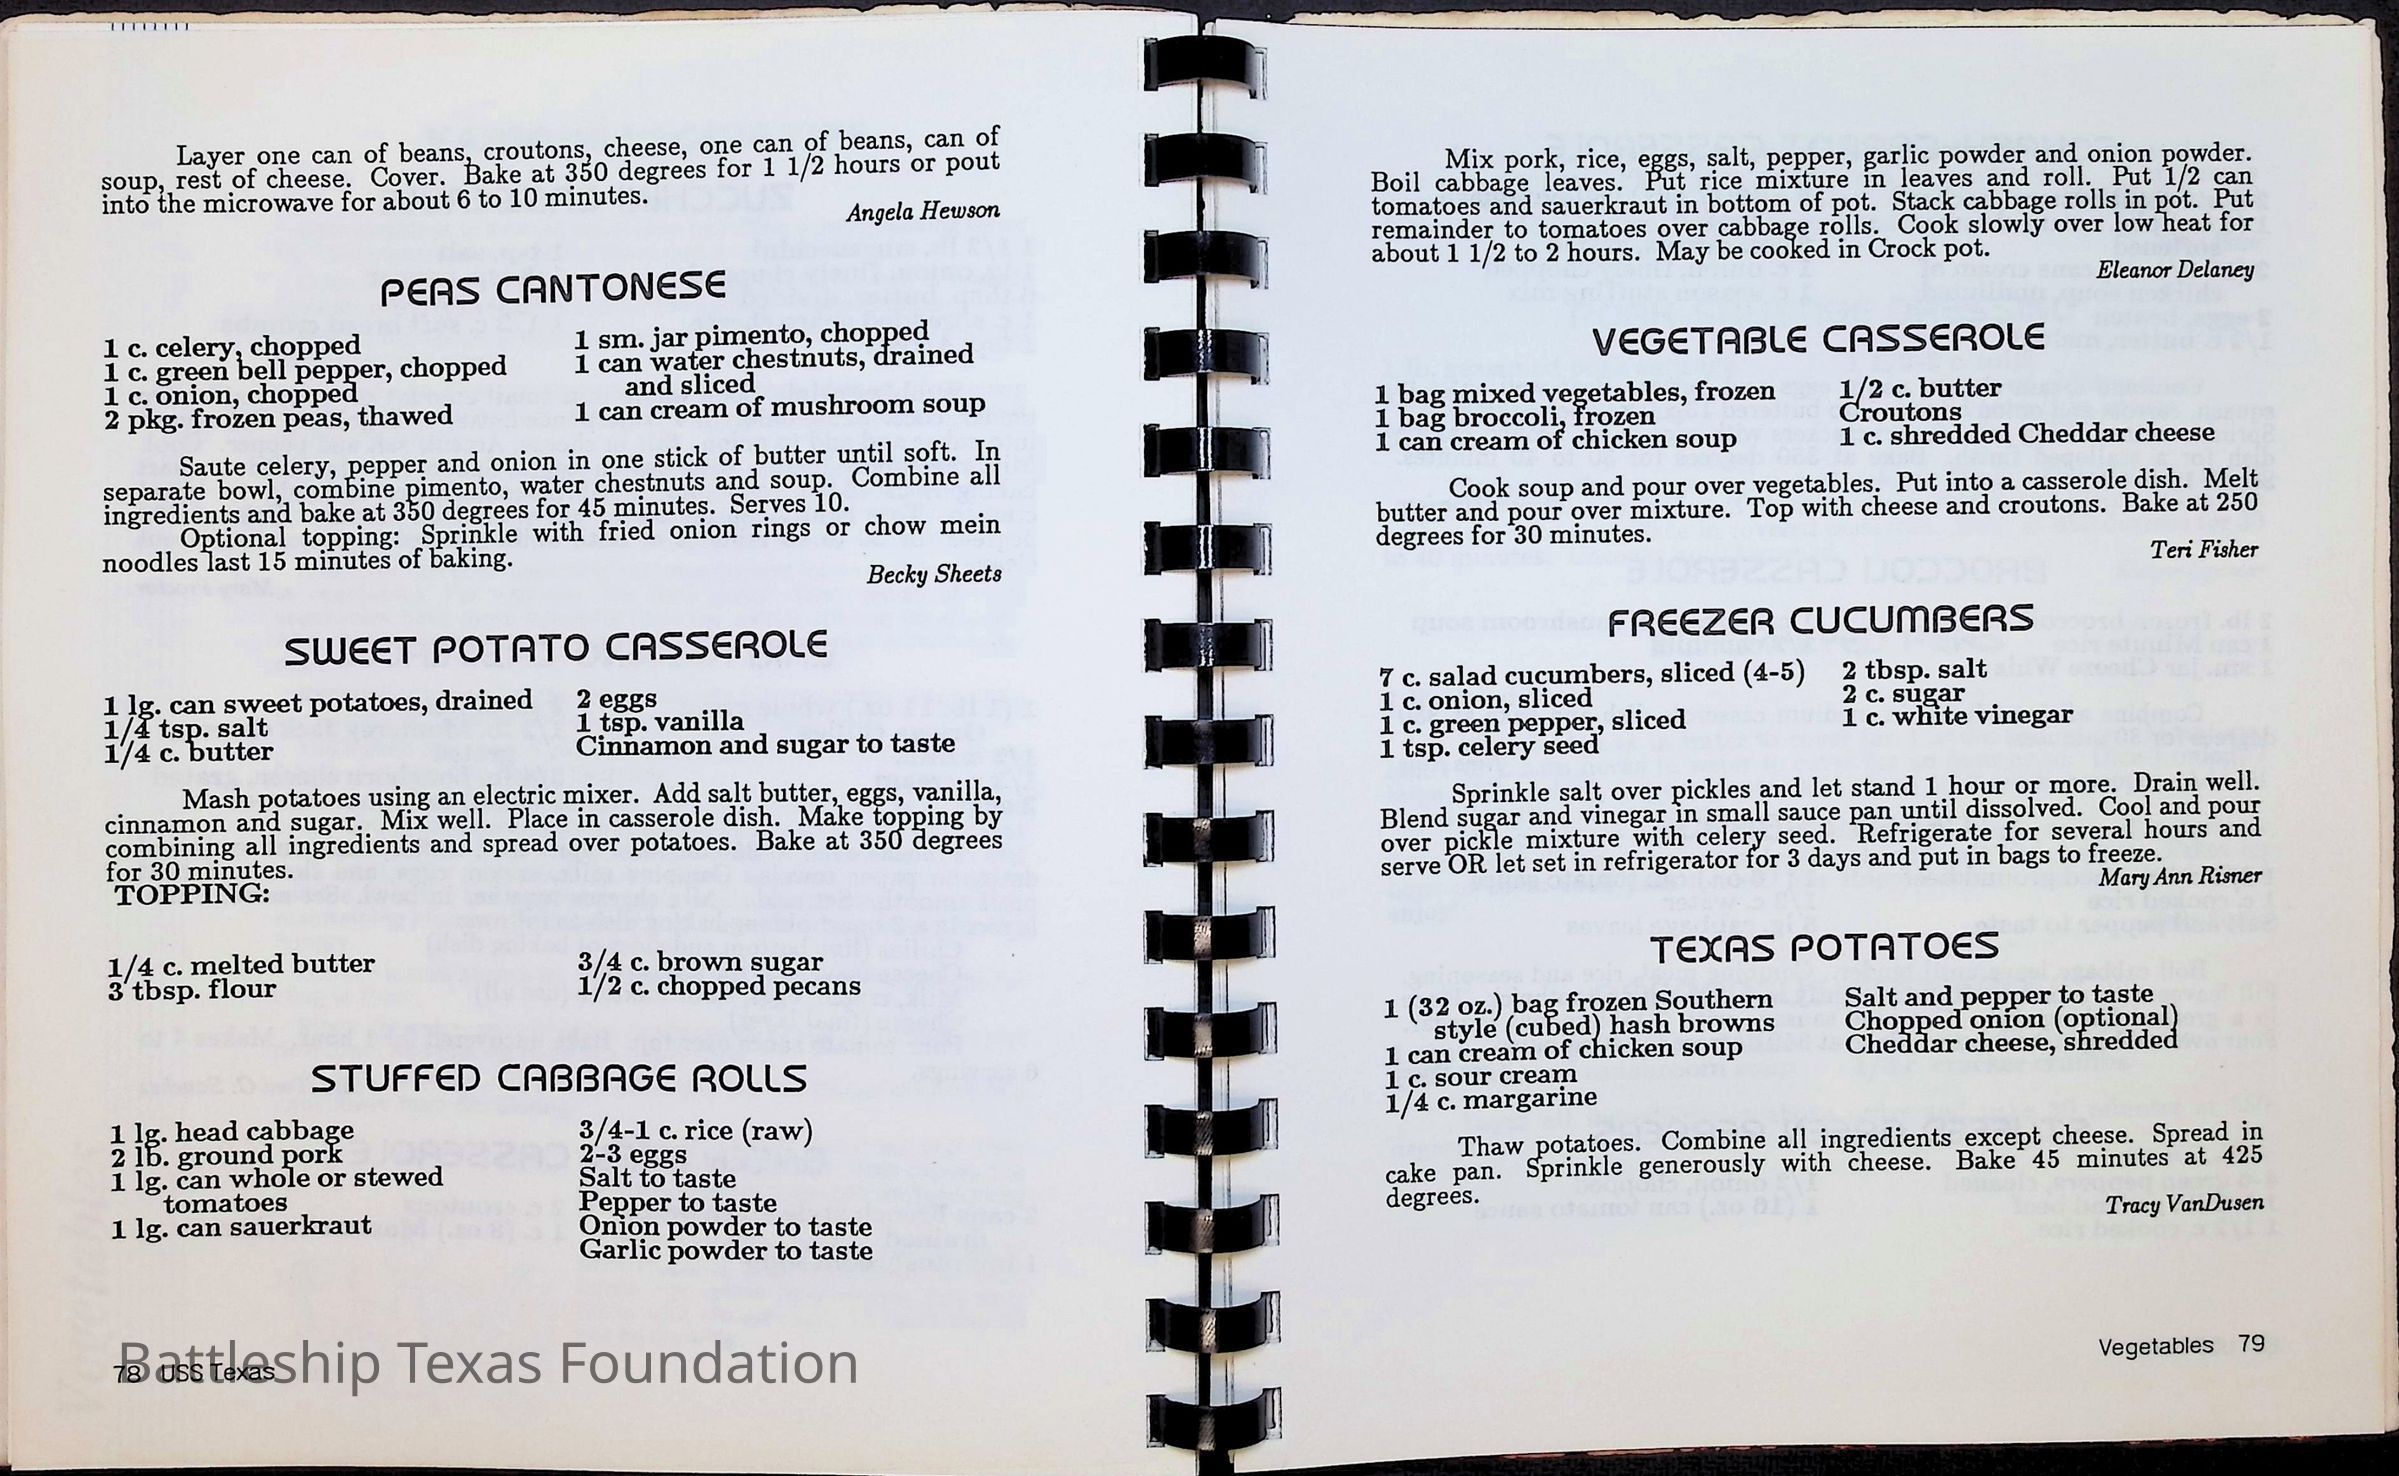 Layer one can of beans, croutons, cheese, one can of beans, can of
soup, rest of cheese. Cover. Bake at 350 degrees for 1 1/2 hours or pout
into the microwave for about 6 to 10 minutes.
Angela Hewson
PEAS CANTONESE
1 c. celery, chopped
1 c. green bell pepper, chopped
1 c. onion, chopped
2 pkg. frozen peas, thawed
1 sm. jar pimento, chopped
1 can water chestnuts, drained
and sliced
1 can cream of mushroom soup
Saute celery, pepper and onion in one stick of butter until soft. In
separate bowl, combine pimento, water chestnuts and soup. Combine all
ingredients and bake at 350 degrees for 45 minutes. Serves 10.
Optional topping: Sprinkle with fried onion rings or chow mein
noodles last 15 minutes of baking.
Becky Sheets
SWEET POTATO CASSEROLE
1 lg. can sweet potatoes, drained
1/4 tsp. salt
1/4 c. butter
2 eggs
1 tsp. vanilla
Cinnamon and sugar to taste
Mash potatoes using an electric mixer. Add salt butter, eggs, vanilla,
cinnamon and sugar. Mix well. Place in casserole dish. Make topping by
combining all ingredients and spread over potatoes. Bake at 350 degrees
for 30 minutes.
TOPPING:
1/4 c. melted butter
3 tbsp. flour
3/4 c. brown sugar
1/2 c. chopped pecans
STUFFED CABBAGE ROLLS
1 lg. head cabbage
2 lb. ground pork
1 lg. can whole or stewed
tomatoes
1 lg. can sauerkraut
3/4-1 c. rice (raw)
2-3 eggs
Salt to taste
Pepper to taste
Onion powder to taste
Garlic powder to taste
Battleship Texas Foundation
78 USS Texas
Mix pork, rice, eggs, salt, pepper, garlic powder and onion powder.
Boil cabbage leaves. Put rice mixture in leaves and roll. Put 1/2 can
tomatoes and sauerkraut in bottom of pot. Stack cabbage rolls in pot. Put
remainder to tomatoes over cabbage rolls. Cook slowly over low heat for
about 1 1/2 to 2 hours. May be cooked in Crock pot.
Eleanor Delaney
VEGETABLE CASSEROLE
1 bag mixed vegetables, frozen
1 bag broccoli, frozen
1 can cream of chicken soup
1/2 c. butter
Croutons
1 c. shredded Cheddar cheese
Cook soup and pour over vegetables. Put into a casserole dish. Melt
butter and pour over mixture. Top with cheese and croutons. Bake at 250
degrees for 30 minutes.
Teri Fisher
FREEZER CUCUMBERS
7 c. salad cucumbers, sliced (4-5)
1 c. onion, sliced
1 c. green pepper, sliced
1 tsp. celery seed
2 tbsp. salt
2 c. sugar
1 c. white vinegar
Sprinkle salt over pickles and let stand 1 hour or more. Drain well.
Blend sugar and vinegar in small sauce pan until dissolved. Cool and pour
over pickle mixture with celery seed. Refrigerate for several hours and
serve OR let set in refrigerator for 3 days and put in bags to freeze.
Mary Ann Risner
TEXAS POTATOES
1 (32 oz.) bag frozen Southern
style (cubed) hash browns
1 can cream of chicken soup
1 c. sour cream
1/4 c. margarine
Salt and pepper to taste
Chopped onion (optional)
Cheddar cheese, shredded
Thaw potatoes. Combine all ingredients except cheese. Spread in
cake pan. Sprinkle generously with cheese. Bake 45 minutes at 425
degrees.
Tracy VanDusen
Vegetables 79